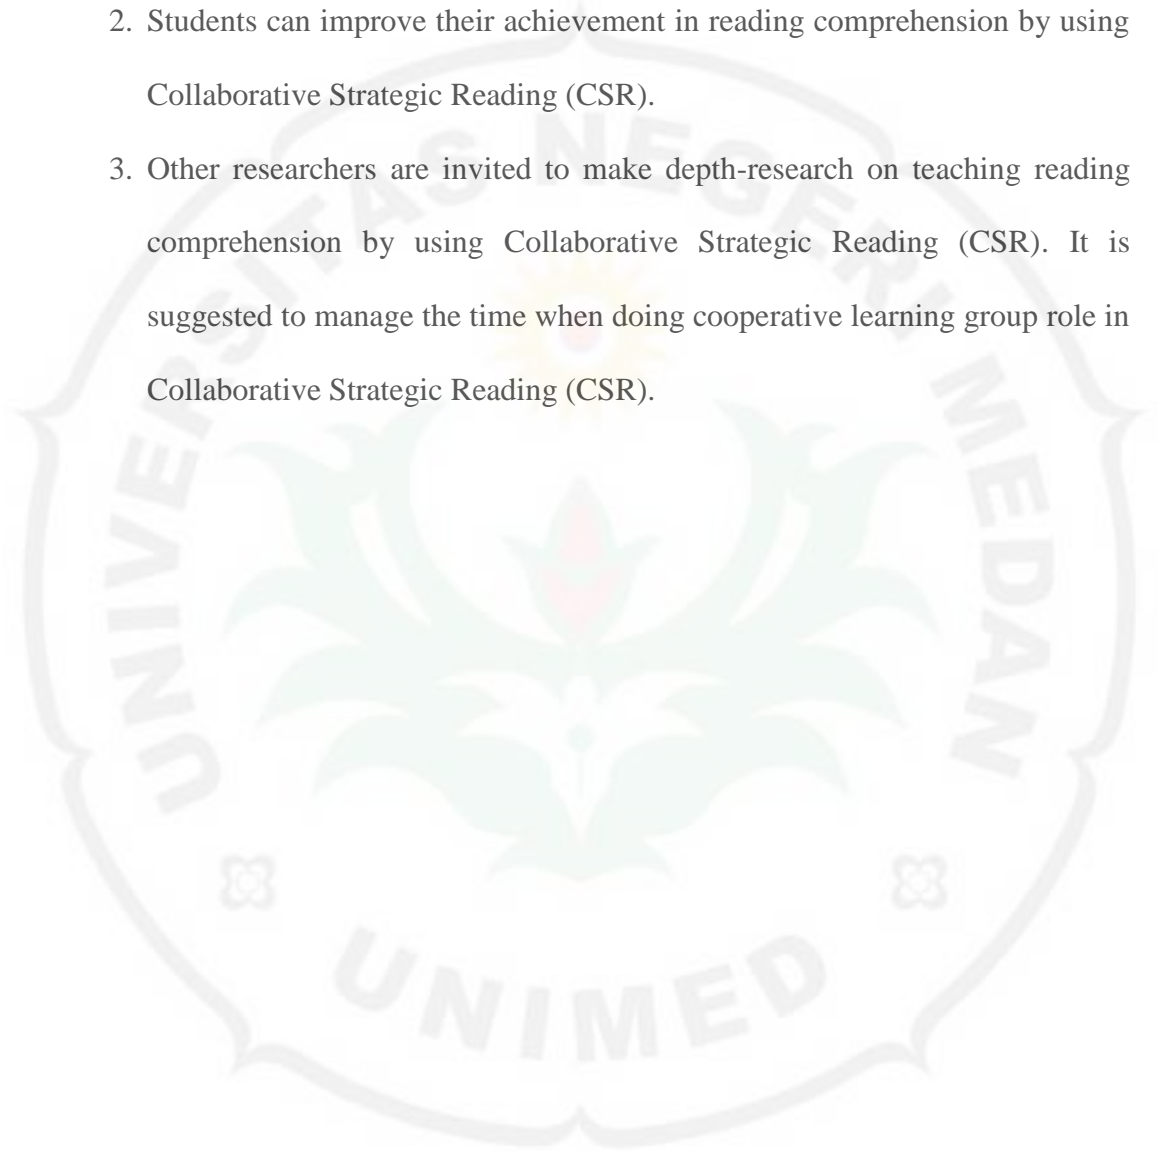 2. Students can improve their achievement in reading comprehension by using
Collaborative Strategic Reading (CSR).
3. Other researchers are invited to make depth-research on teaching reading
comprehension by using Collaborative Strategic Reading (CSR). It is
suggested to manage the time when doing cooperative learning group role in
Collaborative Strategic Reading (CSR).
UNIVERSITAS NEGERI MEDAN
UNIMED